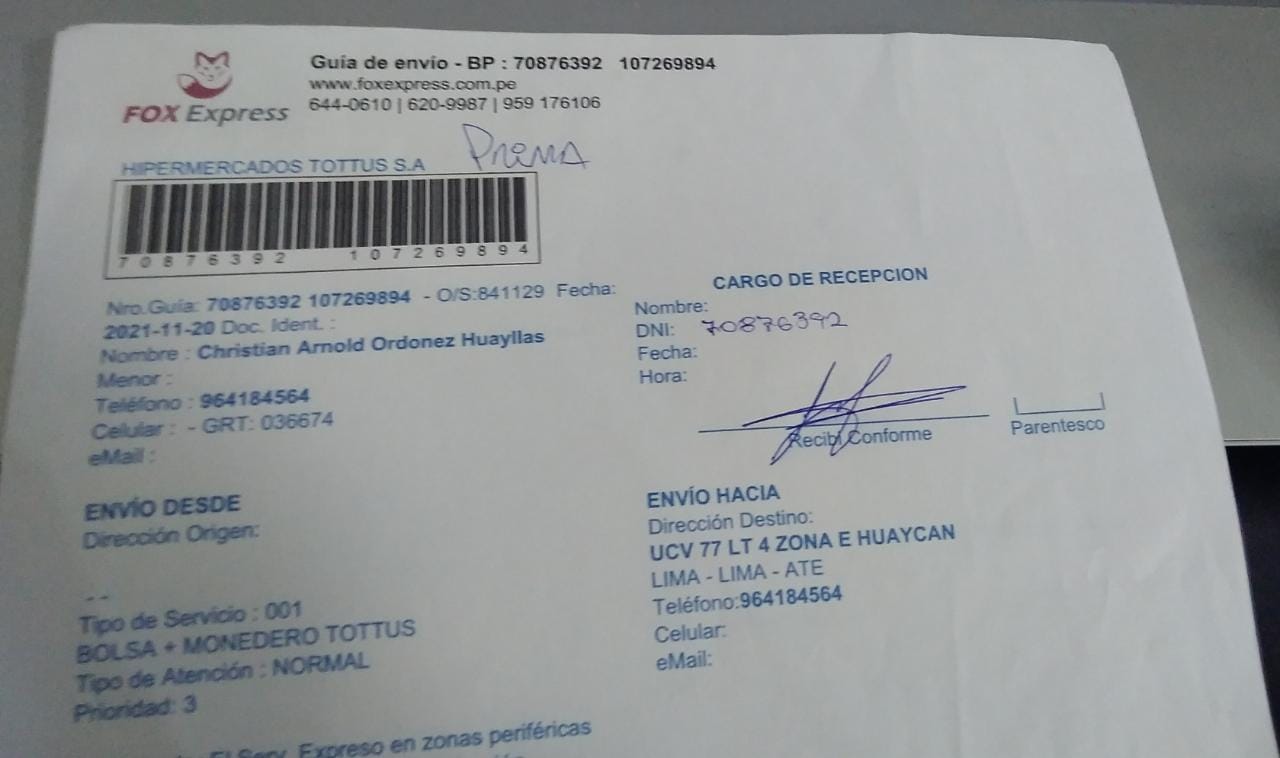 FOX Express
Guía de envío - BP : 70876392 107269894
www.foxexpress.com.pe
644-0610 | 620-9987 | 959 176106
HIPERMERCADOS TOTTUS S.A
70876392 107269894
Nro.Guía: 70876392 107269894 - O/S:841129 Fecha:
2021-11-20 Doc. Ident. :
Nombre : Christian Arnold Ordonez Huayllas
Menor :
Teléfono : 964184564
Celular : - GRT: 036674
eMail :
CARGO DE RECEPCION
Nombre:
DNI: 70876392
Fecha:
Hora:
Recibí Conforme
Parentesco
ENVÍO DESDE
Dirección Origen:
- -
Tipo de Servicio : 001
BOLSA + MONEDERO TOTTUS
Tipo de Atención : NORMAL
Prioridad: 3
ENVÍO HACIA
Dirección Destino:
UCV 77 LT 4 ZONA E HUAYCAN
LIMA - LIMA - ATE
Teléfono:964184564
Celular:
eMail:
El Serv. Expreso en zonas periféricas